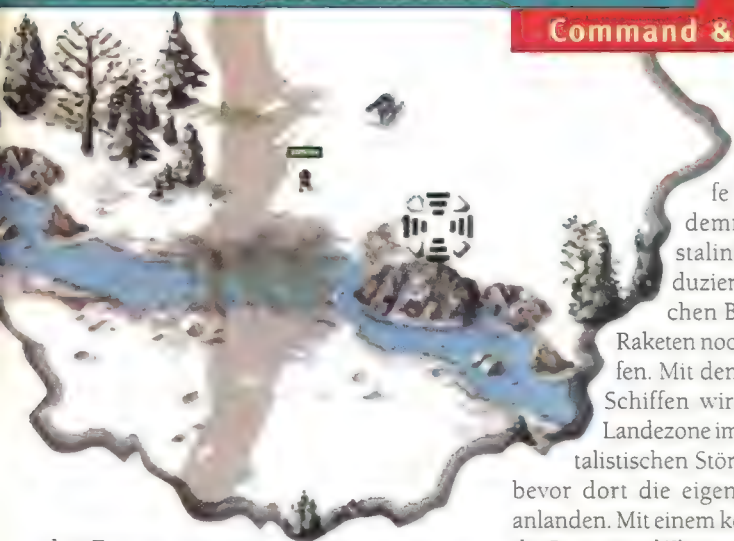 Command &
fe
demn
stalin
duzier
chen B
Raketen noc
fen. Mit den
Schiffen wir
Landezone im
talistischen Stör
bevor dort die eigen
anlanden. Mit einem k